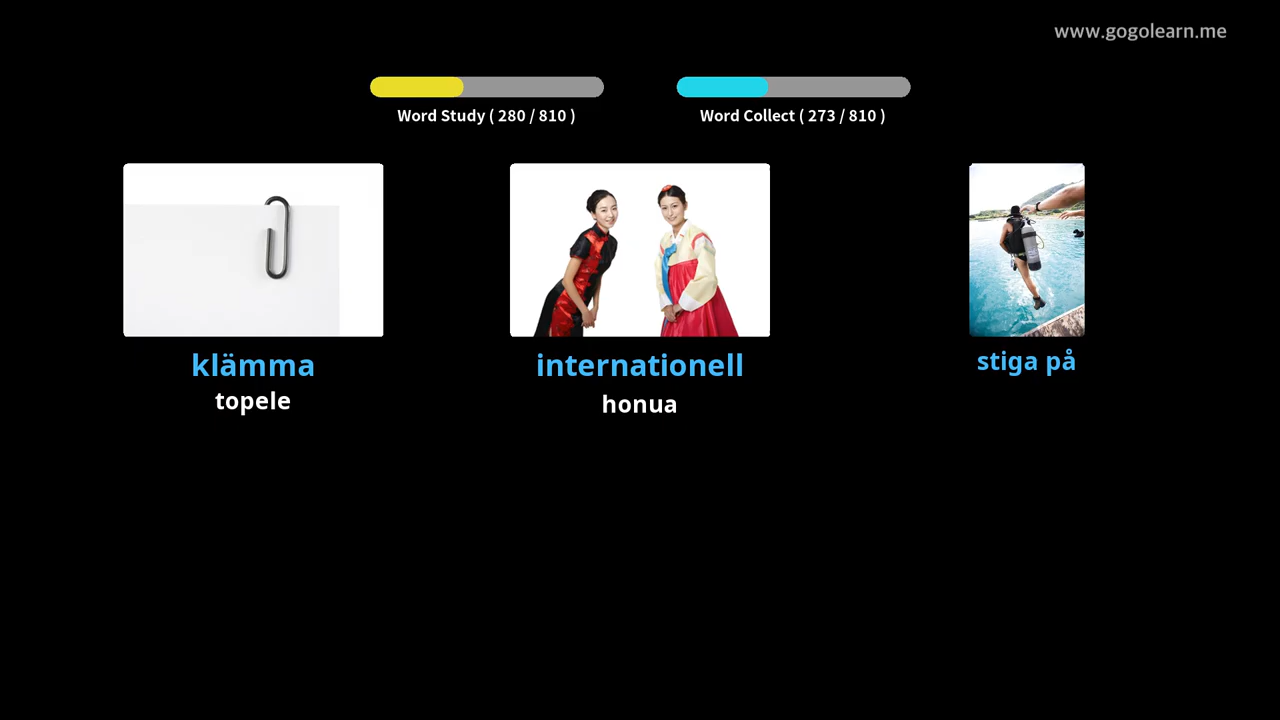 www.gogolearn.me
Word Study ( 280 / 810 )
Word Collect ( 273 / 810 )
klämma
topele
internationell
honua
stiga på